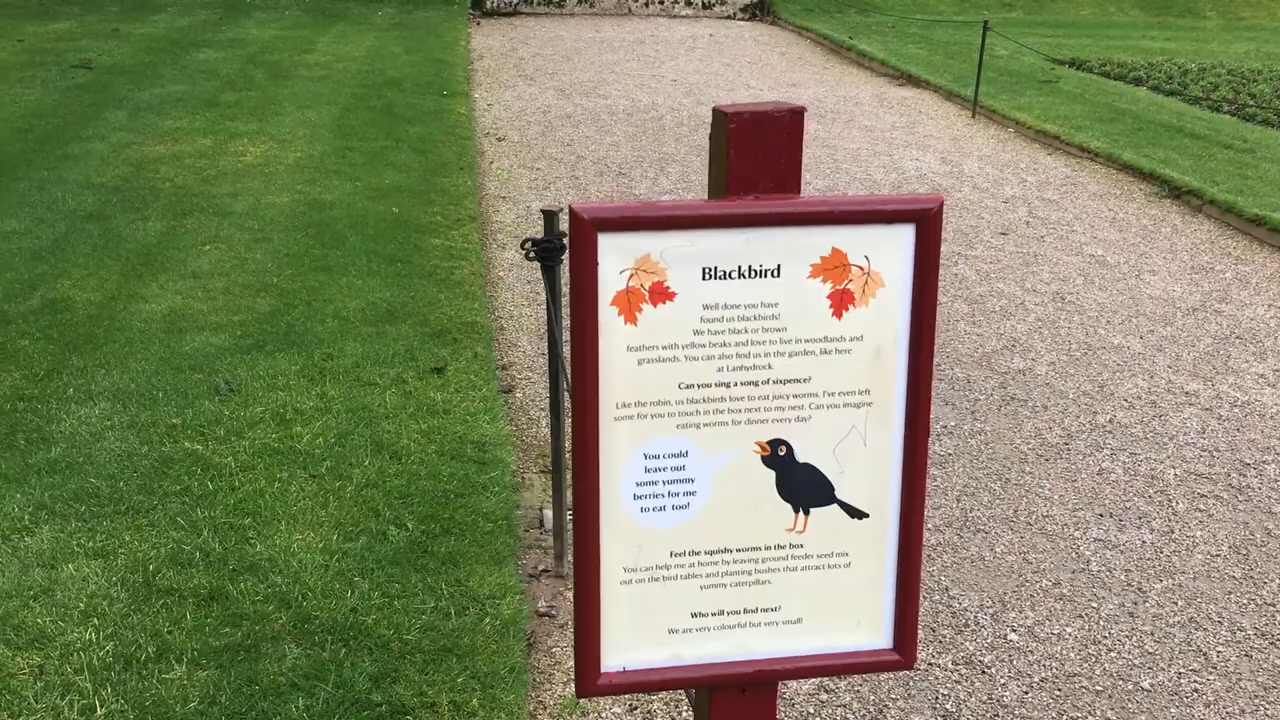 Blackbird
Well done you have
found us blackbirds!
We have black or brown
feathers with yellow beaks and love to live in woodlands and
grasslands. You can also find us in the garden, like here
at Lanhydrock.
Can you sing a song of sixpence?
Like the robin, us blackbirds love to eat juicy worms. I've even left
some for you to touch in the box next to my nest. Can you imagine
eating worms for dinner every day?
You could
leave out
some yummy
berries for me
to eat too!
Feel the squishy worms in the box
You can help me at home by leaving ground feeder seed mix
out on the bird tables and planting bushes that attract lots of
yummy caterpillars.
Who will you find next?
We are very colourful but very small!